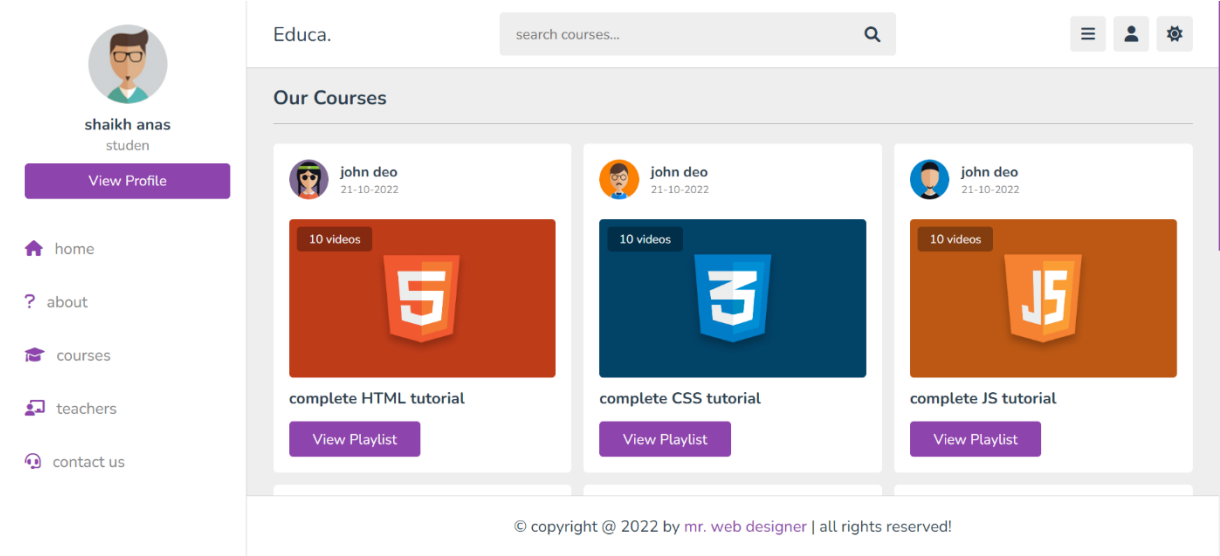 shaikh anas
studen
View Profile
home
? about
courses
teachers
contact us
Educa.
search courses...
Our Courses
john deo
21-10-2022
10 videos
5
complete HTML tutorial
View Playlist
john deo
21-10-2022
10 videos
3
complete CSS tutorial
View Playlist
john deo
21-10-2022
10 videos
JS
complete JS tutorial
View Playlist
© copyright @ 2022 by mr. web designer | all rights reserved!